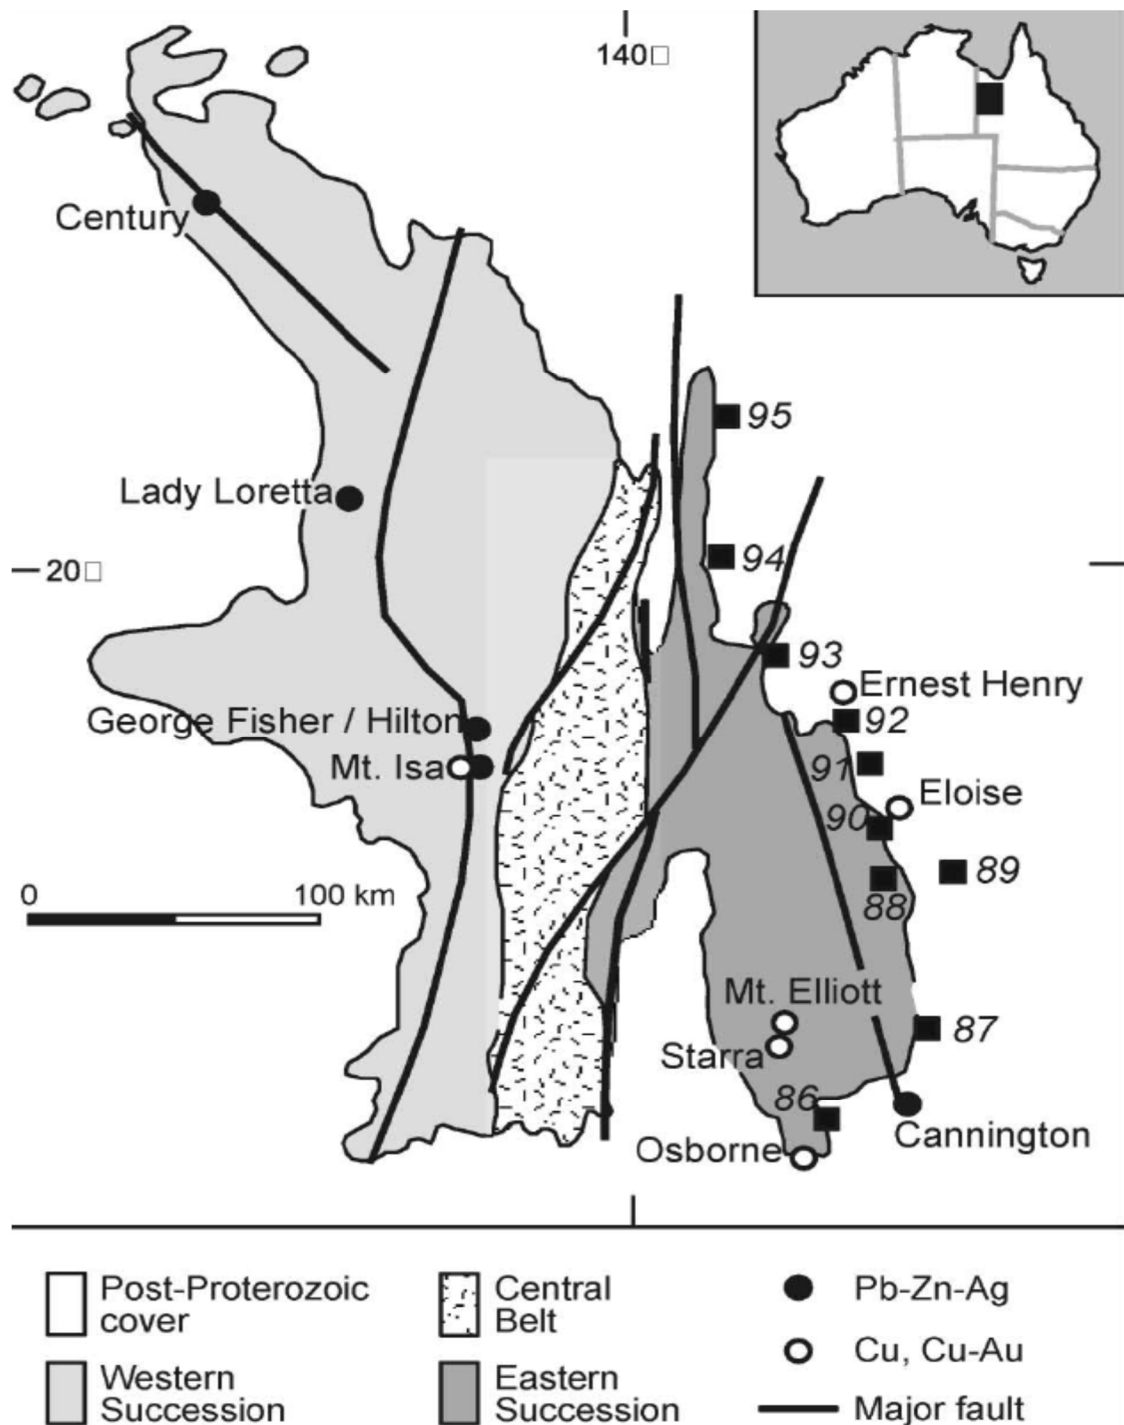 140□
Century
95
Lady Loretta
20□
94
93
Ernest Henry
George Fisher / Hilton
92
Mt. Isa
91
Eloise
90
0 100 km
89
88
Mt. Elliott
87
Starra
86
Cannington
Osborne
Post-Proterozoic
cover
Central
Belt
Pb-Zn-Ag
Cu, Cu-Au
Western
Succession
Eastern
Succession
Major fault